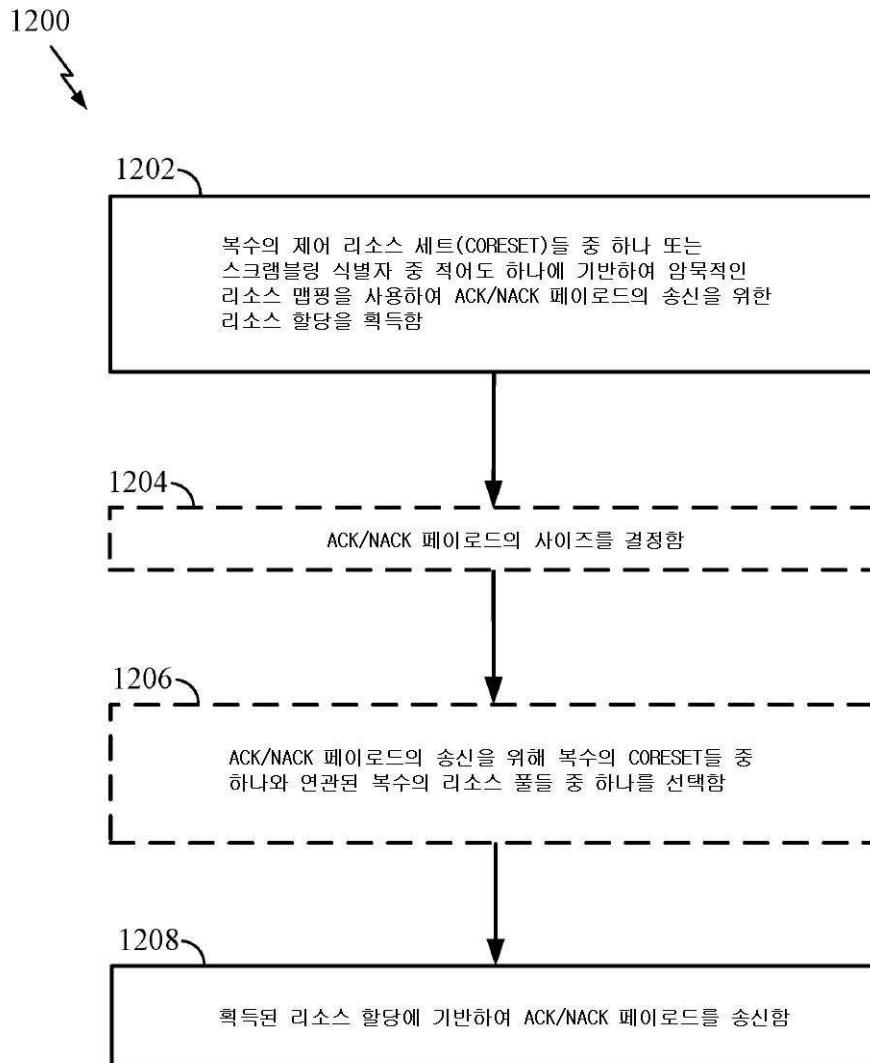 1200
1202
복수의 제어 리소스 세트(CORESET)들 중 하나 또는
스크램블링 식별자 중 적어도 하나에 기반하여 암묵적인
리소스 맵핑을 사용하여 ACK/NACK 페이로드의 송신을 위한
리소스 할당을 획득함
1204
ACK/NACK 페이로드의 사이즈를 결정함
1206
ACK/NACK 페이로드의 송신을 위해 복수의 CORESET들 중
하나와 연관된 복수의 리소스 풀들 중 하나를 선택함
1208
획득된 리소스 할당에 기반하여 ACK/NACK 페이로드를 송신함